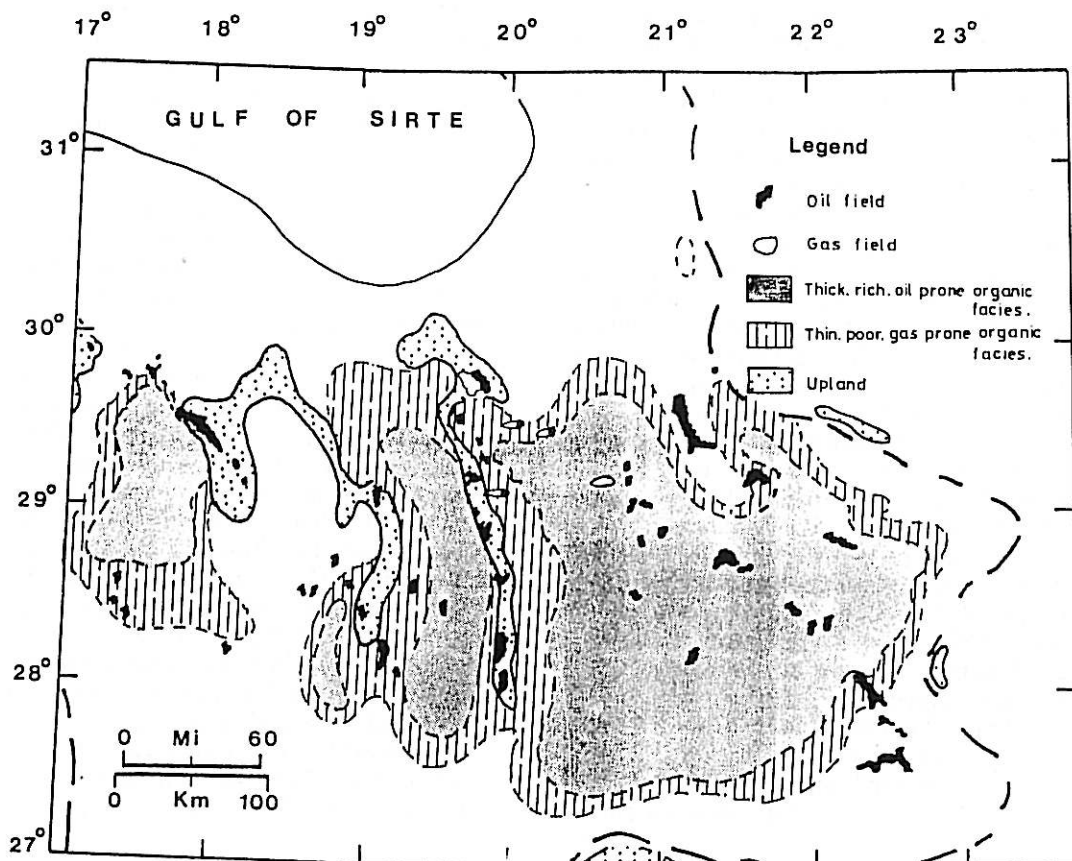 17° 18° 19° 20° 21° 22° 23°
GULF OF SIRTE
31°
30°
29°
28°
27°
Legend
Oil field
Gas field
Thick. rich. oil prone organic
facies.
Thin. poor. gas prone organic
facies.
Upland
0 Mi 60
0 Km 100